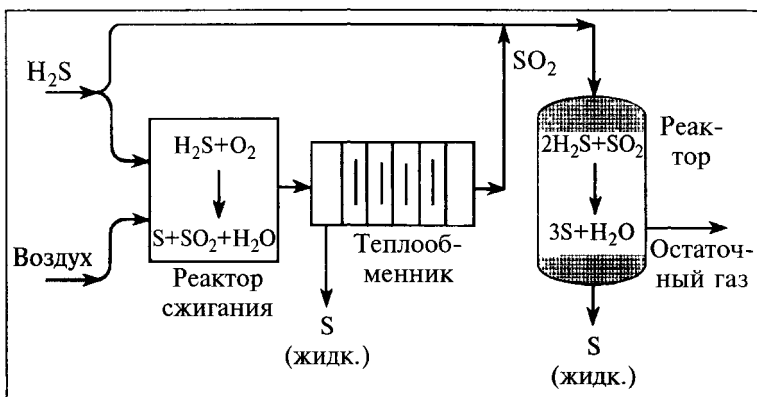 H₂S
SO₂
H₂S+O₂
S+SO₂+H₂O
Реактор
сжигания
Воздух
Теплооб-
менник
S
(жидк.)
2H₂S+SO₂
3S+H₂O
Реак-
тор
Остаточ-
ный газ
S
(жидк.)